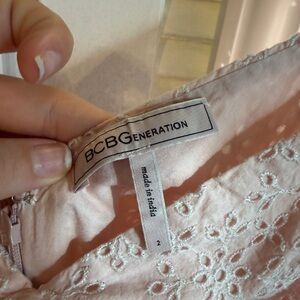 BCBGENERATION
made in india
2